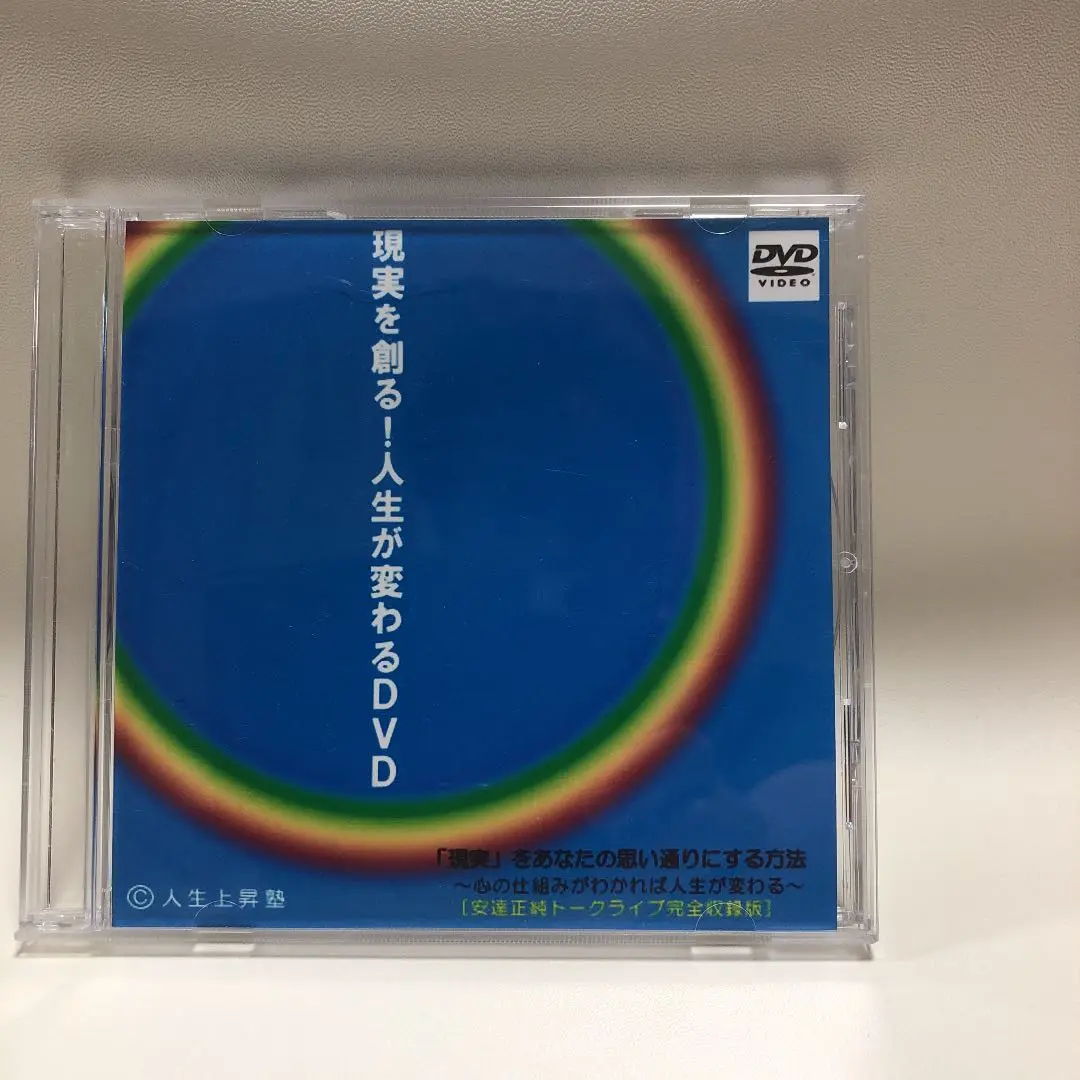 現実を創る!人生が変わるDVD
DVD
VIDEO
「現実」をあなたの思い通りにする方法
~心の仕組みがわかれば人生が変わる~
[安達正純トークライブ完全収録版]
© 人生上昇塾